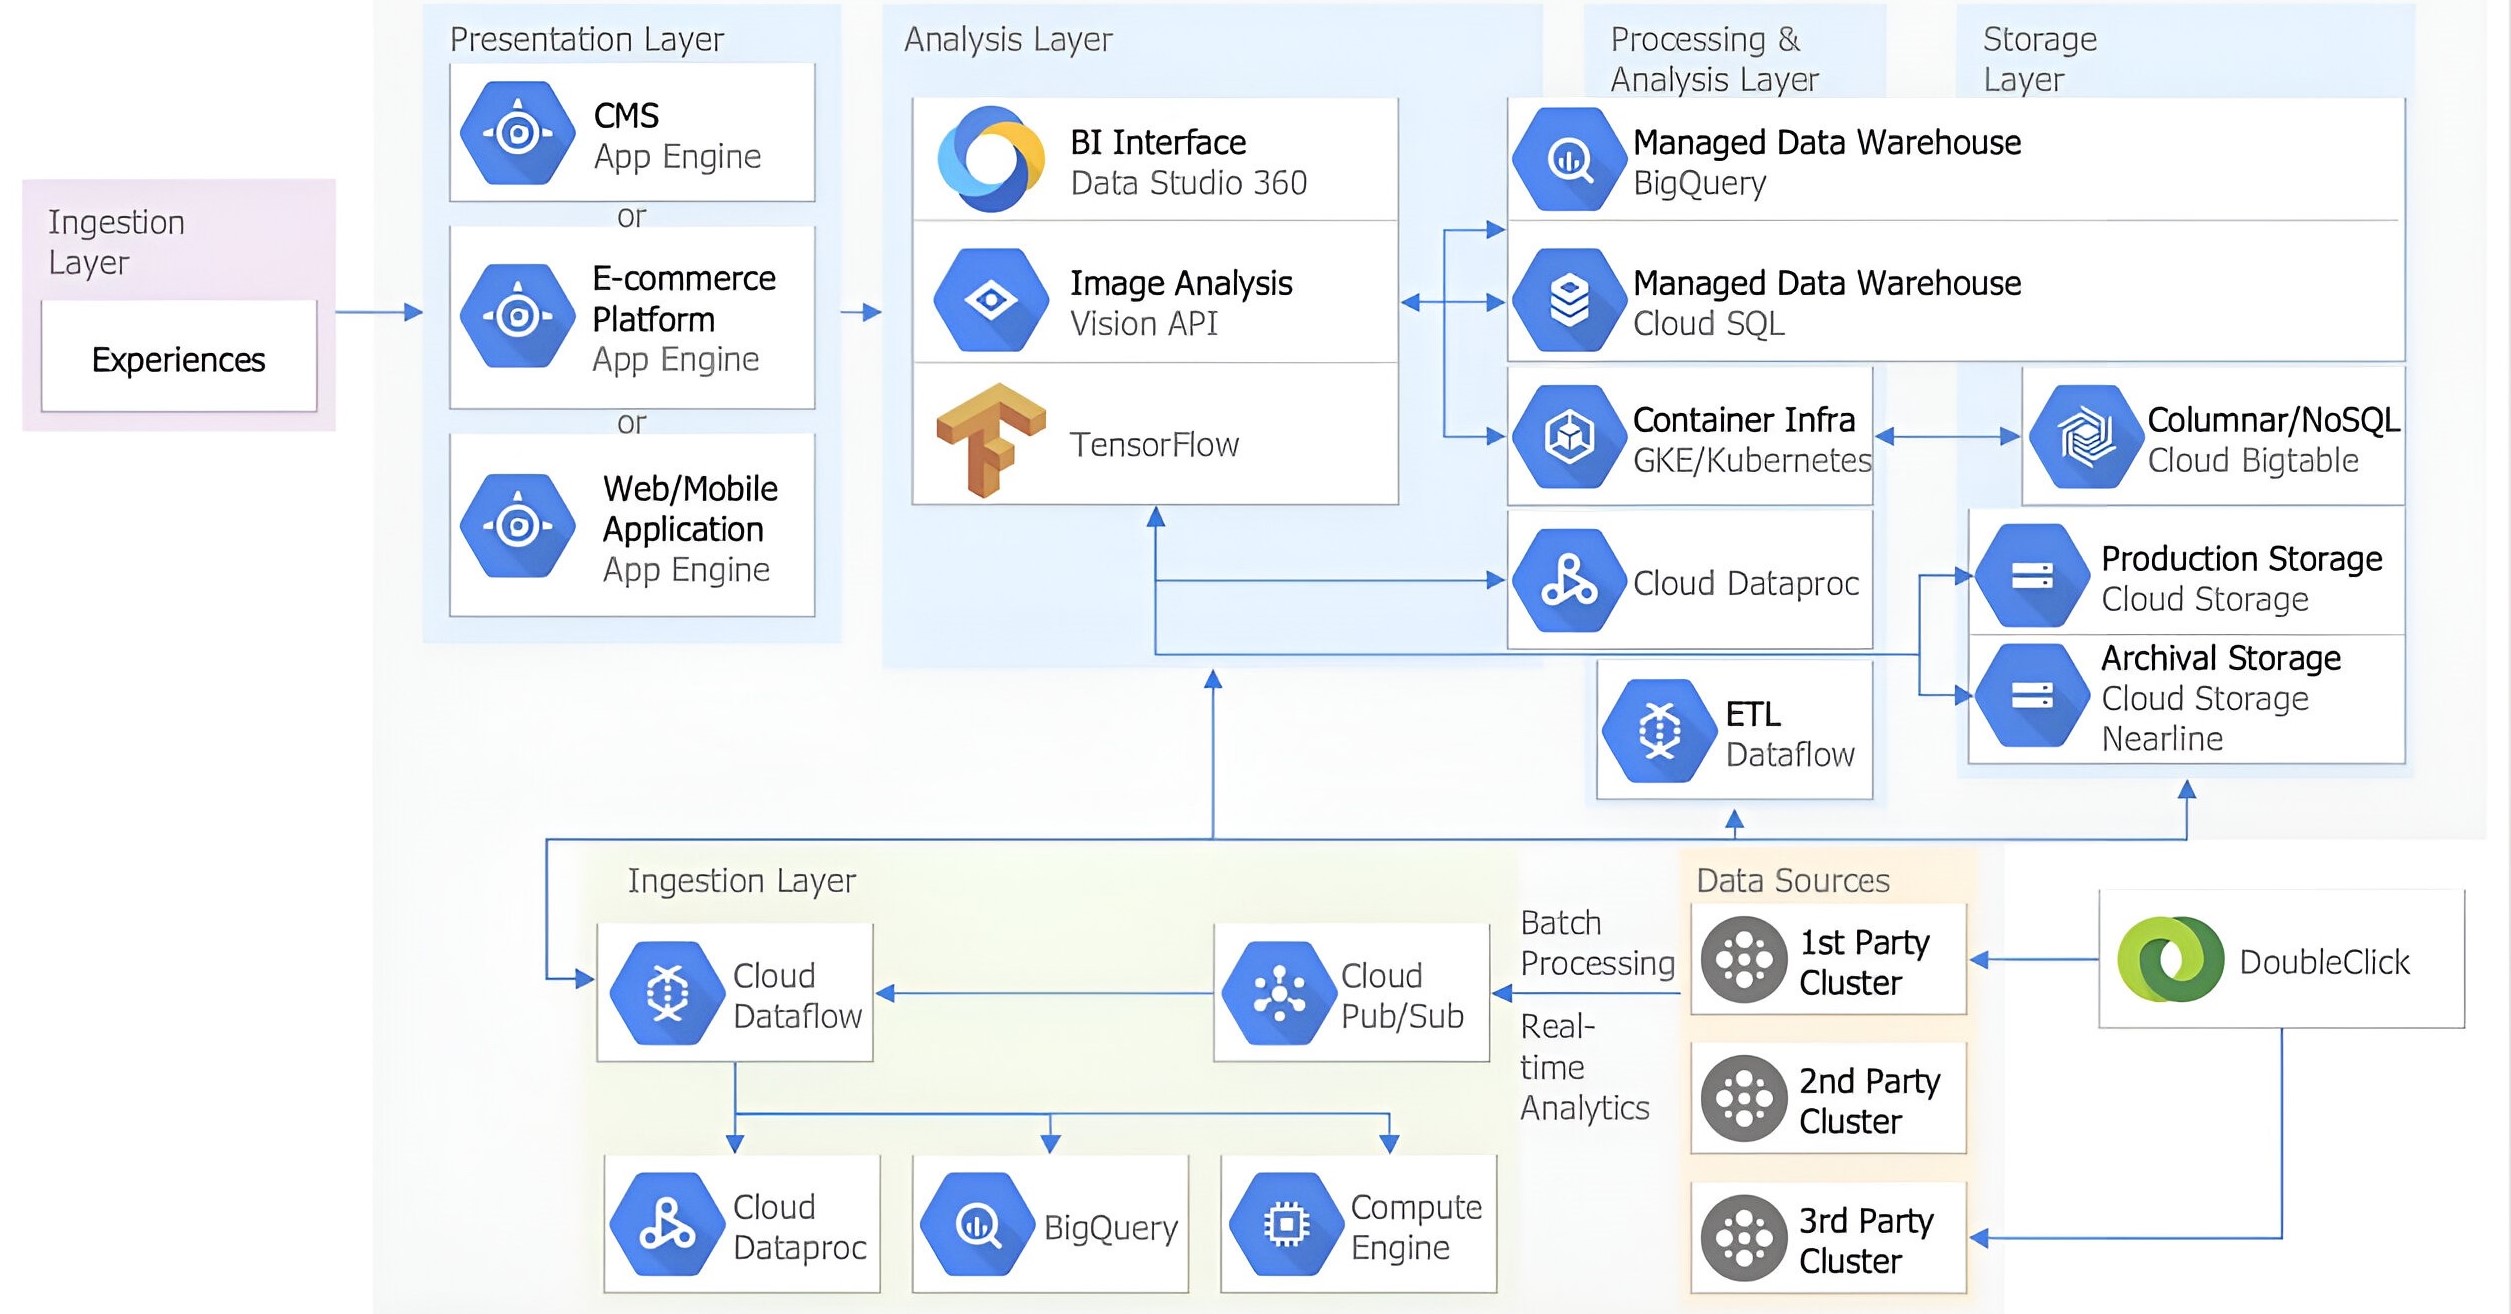 Presentation Layer
CMS
App Engine
or
E-commerce
Platform
App Engine
or
Web/Mobile
Application
App Engine
Ingestion
Layer
Experiences
Analysis Layer
BI Interface
Data Studio 360
Image Analysis
Vision API
TensorFlow
Processing &
Analysis Layer
Storage
Layer
Managed Data Warehouse
BigQuery
Managed Data Warehouse
Cloud SQL
Container Infra
GKE/Kubernetes
Columnar/NoSQL
Cloud Bigtable
Cloud Dataproc
Production Storage
Cloud Storage
Archival Storage
Cloud Storage
Nearline
ETL
Dataflow
Ingestion Layer
Cloud
Dataflow
Cloud
Pub/Sub
Batch
Processing
Real-
time
Analytics
Cloud
Dataproc
BigQuery
Compute
Engine
Data Sources
1st Party
Cluster
2nd Party
Cluster
3rd Party
Cluster
DoubleClick